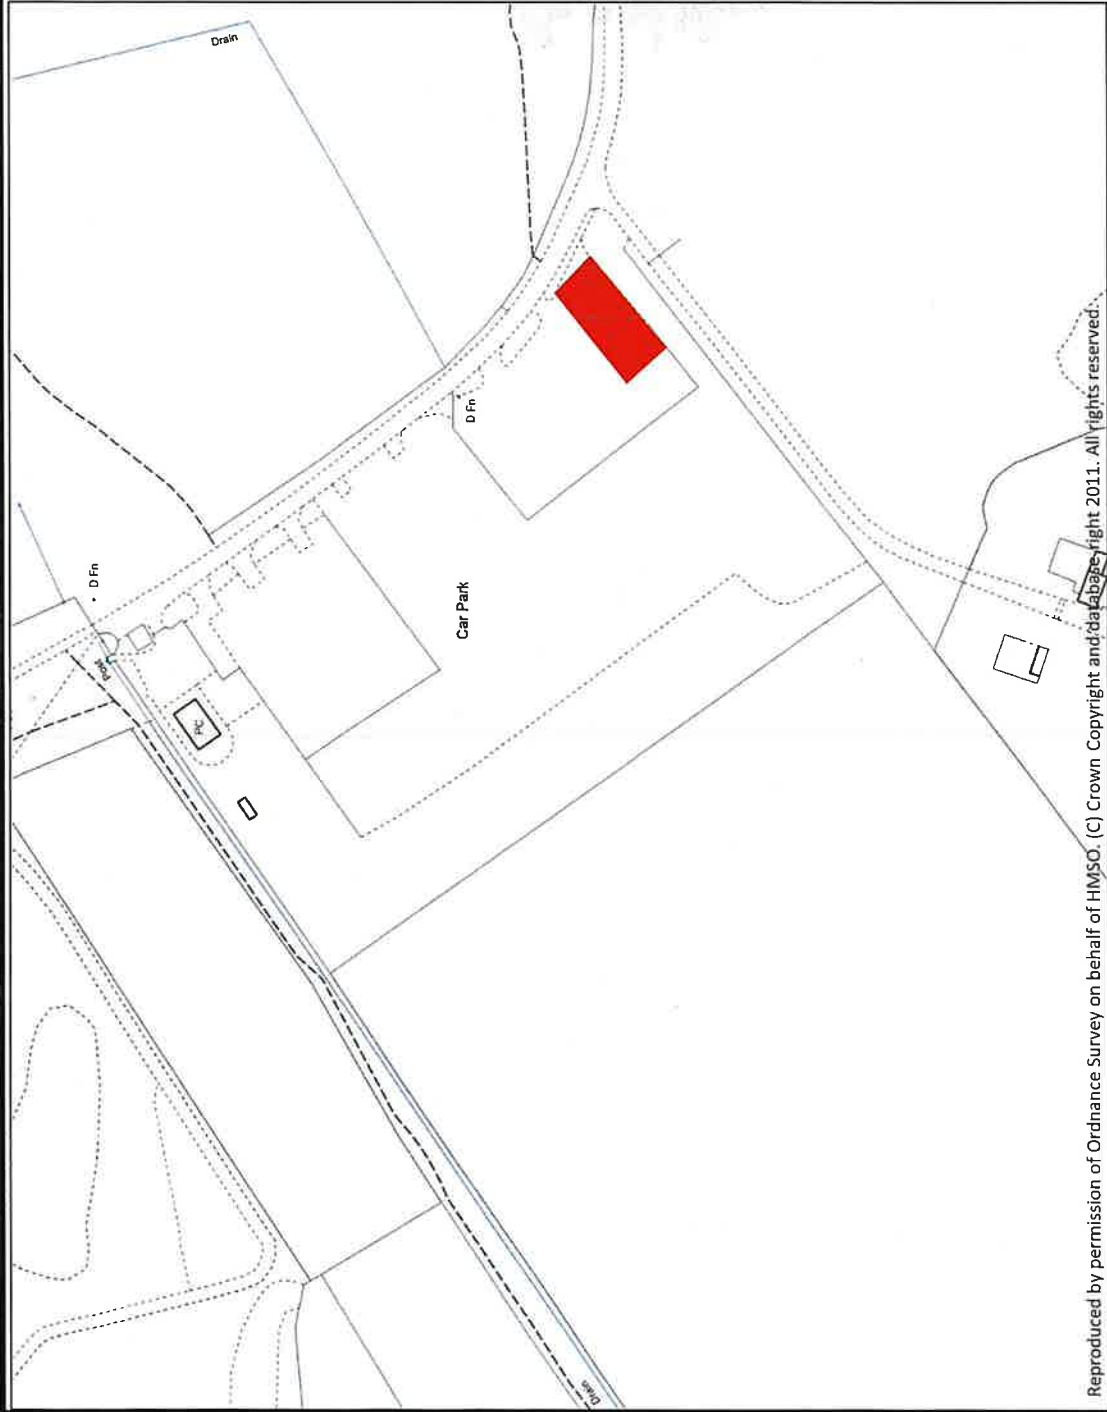 Drain
D Fn
Post
PC
D Fn
Car Park
Drain
Reproduced by permission of Ordnance Survey on behalf of HMSO. (C) Crown Copyright and database right 2011. All rights reserved.